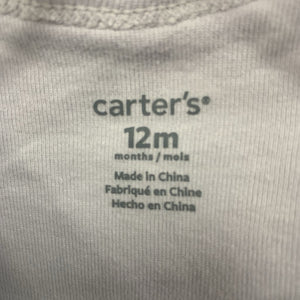 carter's®
12m
months / mois
Made in China
Fabriqué en Chine
Hecho en China